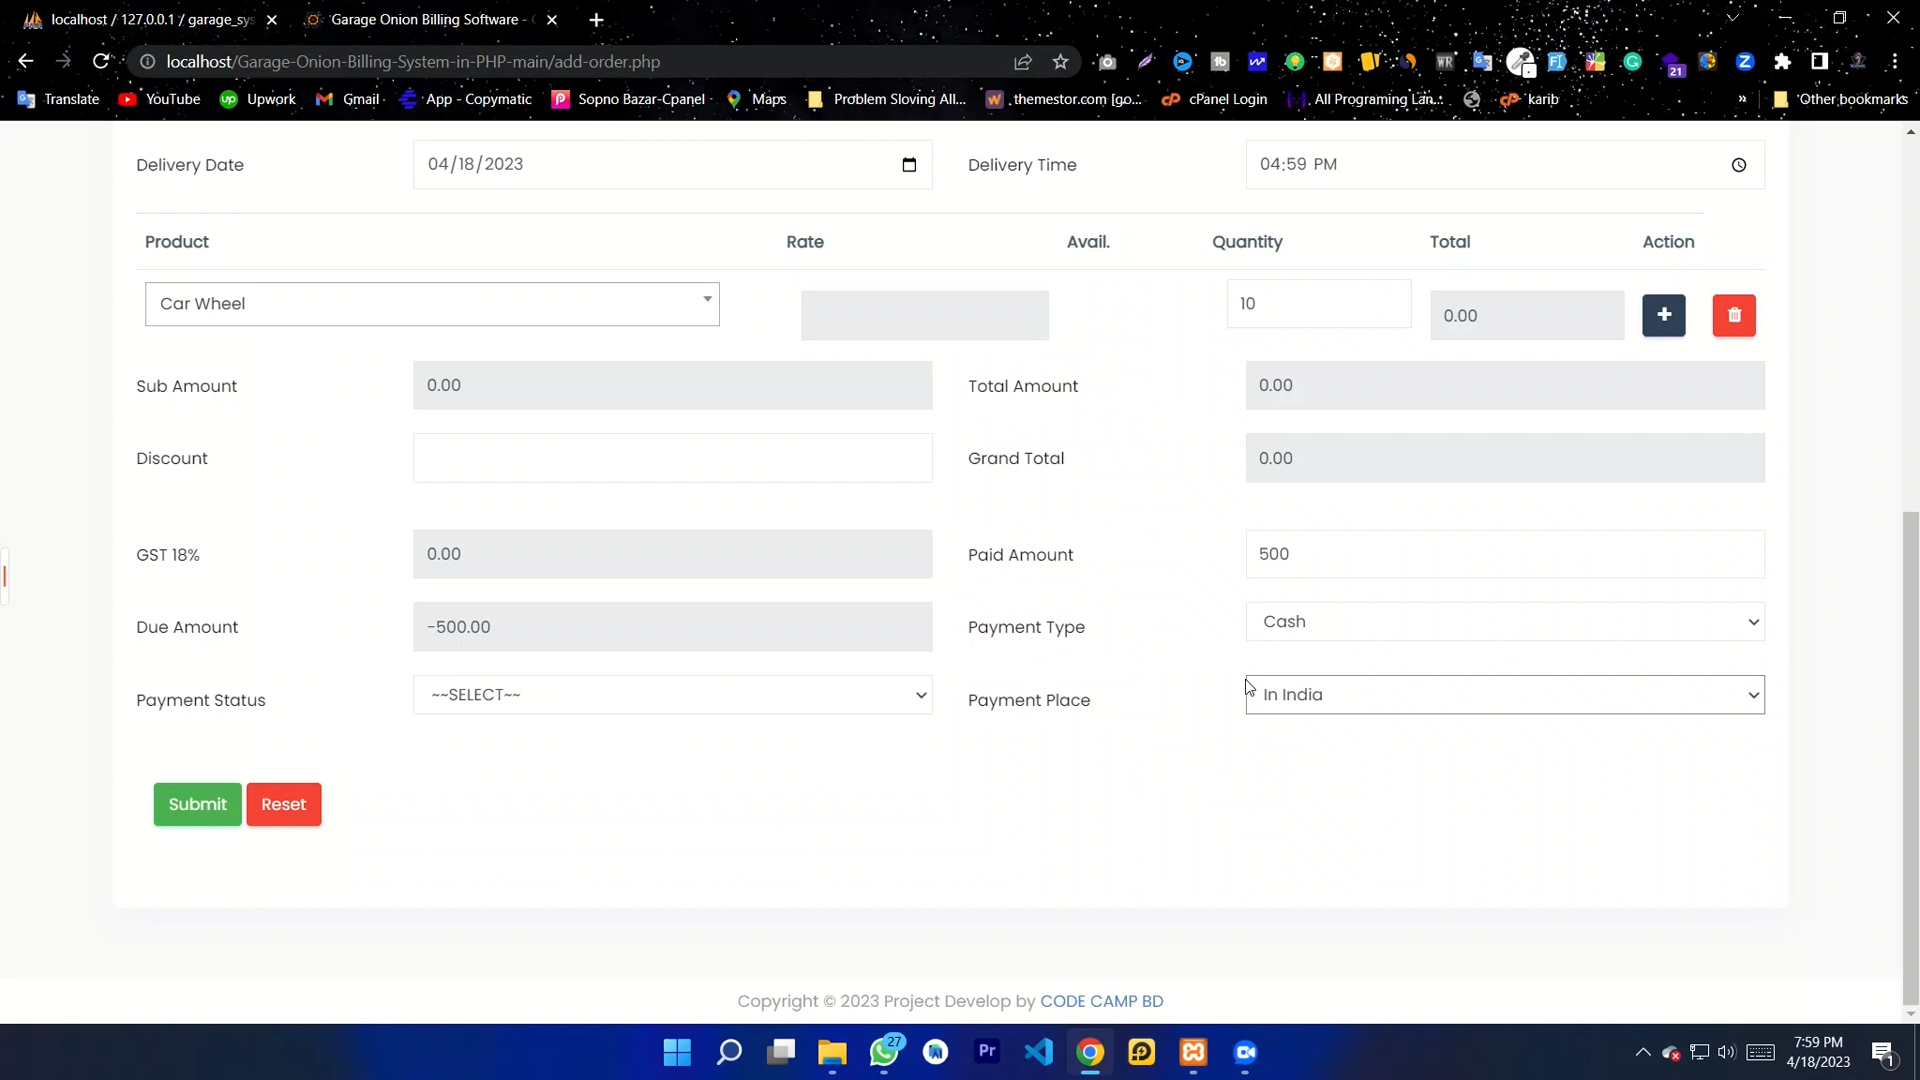 localhost / 127.0.0.1 / garage_sys
Garage Onion Billing Software -
localhost/Garage-Onion-Billing-System-in-PHP-main/add-order.php
21
Translate
YouTube
Upwork
Gmail
App - Copymatic
Sopno Bazar-Cpanel
Maps
Problem Sloving All...
.themestor.com [go...
cPanel Login
All Programing Lan...
karib
»
Other bookmarks
Delivery Date
04/18/2023
Delivery Time
04:59 PM
Product
Rate
Avail.
Quantity
Total
Action
Car Wheel
10
0.00
Sub Amount
0.00
Total Amount
0.00
Discount
Grand Total
0.00
GST 18%
0.00
Paid Amount
500
Due Amount
-500.00
Payment Type
Cash
Payment Status
~~SELECT~~
Payment Place
In India
Submit
Reset
Copyright © 2023 Project Develop by CODE CAMP BD
27
Pr
7:59 PM
4/18/2023
1